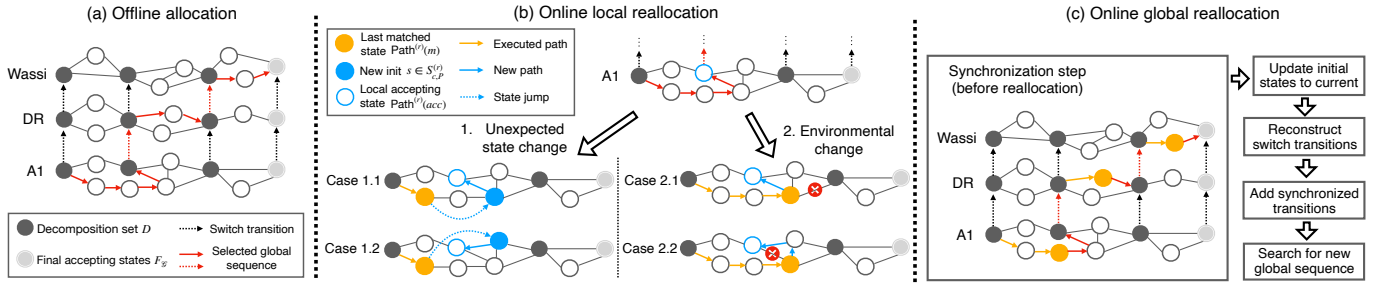 (a) Offline allocation
Wassi
DR
A1
Decomposition set D
Switch transition
Final accepting states F𝒢
Selected global
sequence
(b) Online local reallocation
Last matched
state Path⁽ʳ⁾(m)
Executed path
New init s ∈ S⁽ʳ⁾c,P
New path
Local accepting
state Path⁽ʳ⁾(acc)
State jump
A1
1. Unexpected
state change
2. Environmental
change
Case 1.1
Case 2.1
Case 1.2
Case 2.2
(c) Online global reallocation
Synchronization step
(before reallocation)
Wassi
DR
A1
Update initial
states to current
Reconstruct
switch transitions
Add synchronized
transitions
Search for new
global sequence